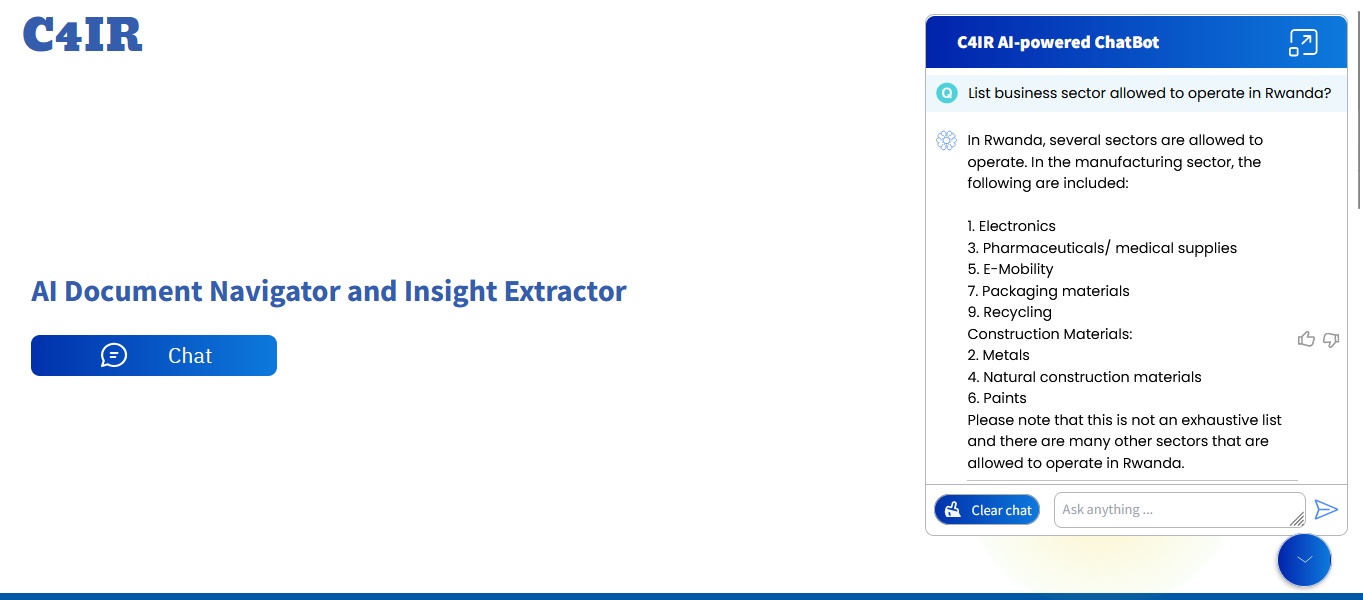 C4IR
AI Document Navigator and Insight Extractor
Chat
C4IR AI-powered ChatBot
Q List business sector allowed to operate in Rwanda?
In Rwanda, several sectors are allowed to
operate. In the manufacturing sector, the
following are included:
1. Electronics
3. Pharmaceuticals/ medical supplies
5. E-Mobility
7. Packaging materials
9. Recycling
Construction Materials:
2. Metals
4. Natural construction materials
6. Paints
Please note that this is not an exhaustive list
and there are many other sectors that are
allowed to operate in Rwanda.
Clear chat
Ask anything ...